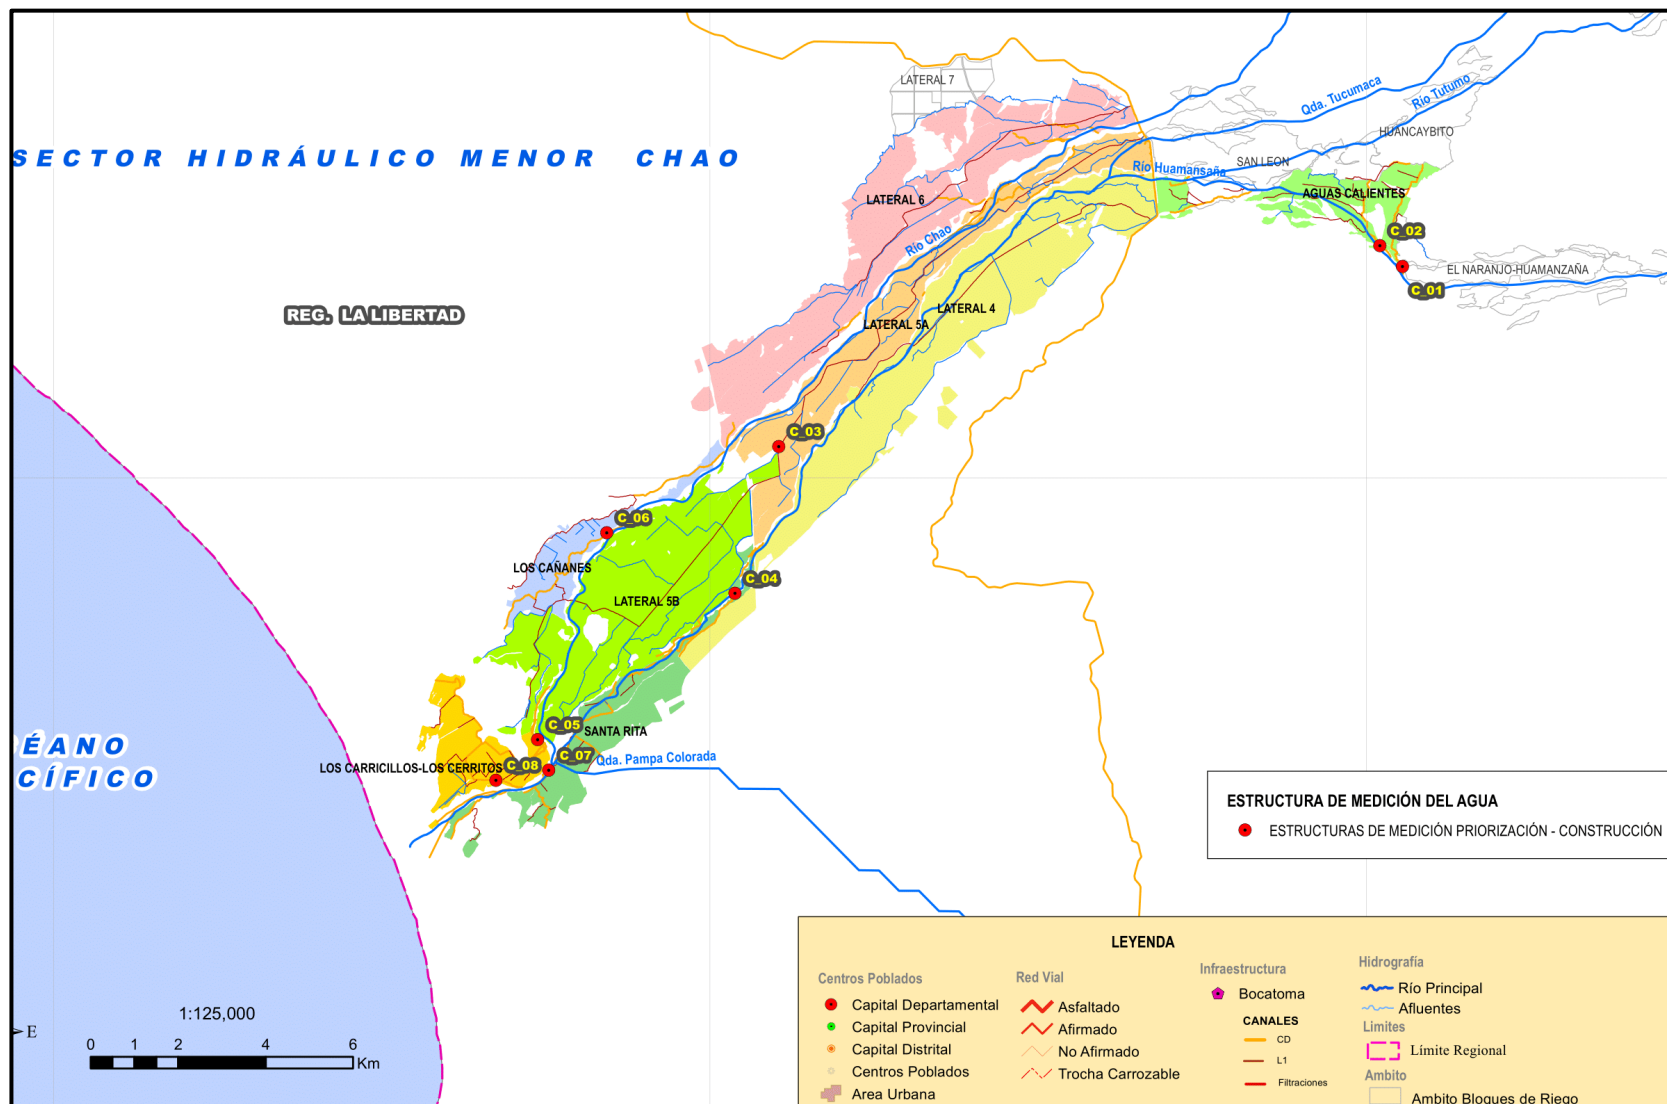 LATERAL 7
Qda. Tucumaca
Río Tutumo
HUANCAYBITO
SECTOR HIDRÁULICO MENOR CHAO
SAN LEON
Río Huamansaña
AGUAS CALIENTES
LATERAL 6
C_02
Río Chao
EL NARANJO-HUAMANZAÑA
C_01
REG. LA LIBERTAD
LATERAL 4
LATERAL 5A
C_03
C_06
LOS CAÑANES
C_04
LATERAL 5B
C_05
SANTA RITA
ÉANO
CÍFICO
C_07
Qda. Pampa Colorada
LOS CARRICILLOS-LOS CERRITOS
C_08
ESTRUCTURA DE MEDICIÓN DEL AGUA
ESTRUCTURAS DE MEDICIÓN PRIORIZACIÓN - CONSTRUCCIÓN
1:125,000
0 1 2 4 6
Km
E
LEYENDA
Centros Poblados
Capital Departamental
Capital Provincial
Capital Distrital
Centros Poblados
Area Urbana
Red Vial
Asfaltado
Afirmado
No Afirmado
Trocha Carrozable
Infraestructura
Bocatoma
CANALES
CD
L1
Filtraciones
Hidrografía
Río Principal
Afluentes
Limites
Límite Regional
Ambito
Ambito Bloques de Riego